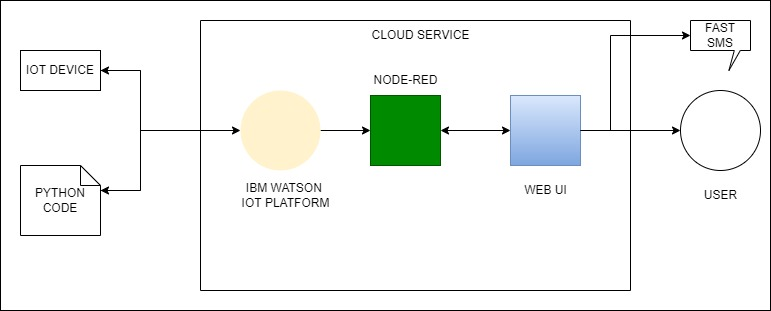 CLOUD SERVICE
FAST
SMS
IOT DEVICE
NODE-RED
PYTHON
CODE
IBM WATSON
IOT PLATFORM
WEB UI
USER